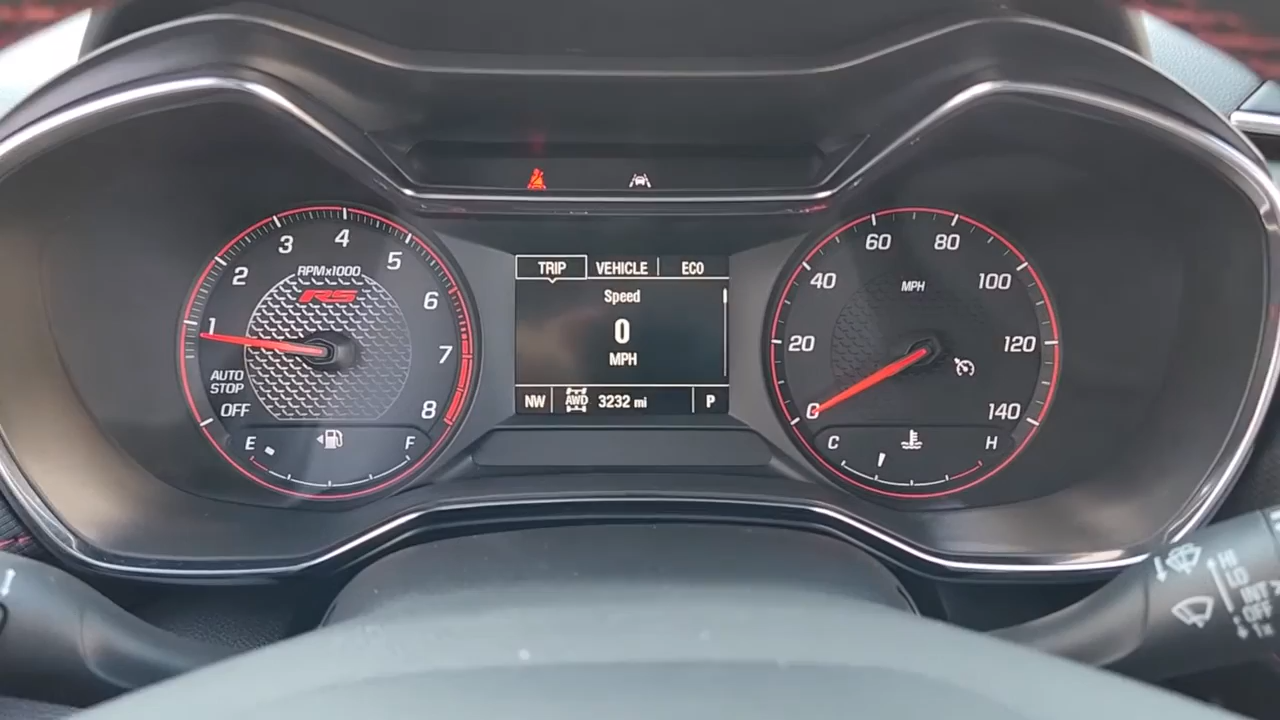 1
2
3
4
5
6
7
8
RPMx1000
RS
AUTO
STOP
OFF
E
F
TRIP VEHICLE ECO
Speed
0
MPH
NW AWD 3232 mi P
0
20
40
60
80
100
120
140
MPH
C
H
HI
LO
INT
OFF
1x